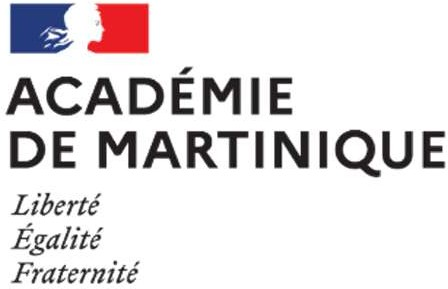 ACADÉMIE
DE MARTINIQUE
Liberté
Égalité
Fraternité